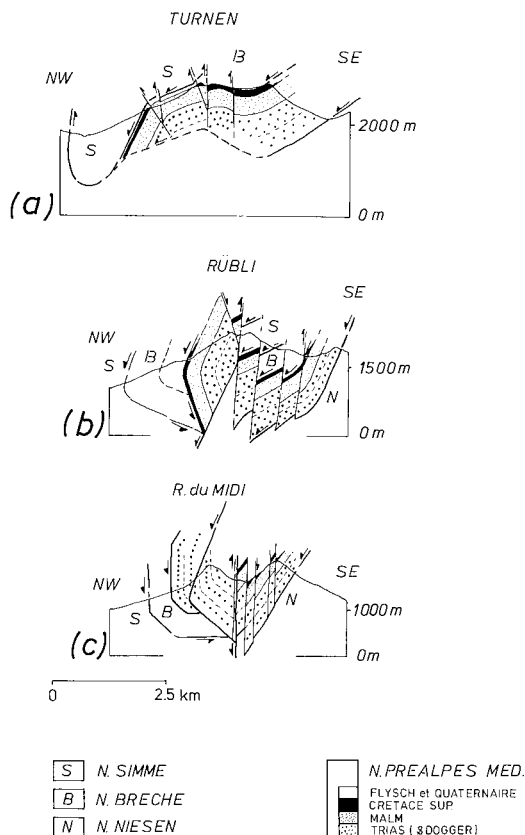 TURNEN
NW
S
B
SE
S
2000 m
0 m
(a)
RÜBLI
NW
S
B
S
B
SE
N
1500 m
0 m
(b)
R. du MIDI
NW
S
B
N
SE
1000 m
0 m
(c)
0 2.5 km
S N. SIMME
B N. BRECHE
N N. NIESEN
N. PREALPES MED.
FLYSCH et QUATERNAIRE
CRETACE SUP.
MALM
TRIAS (&DOGGER)